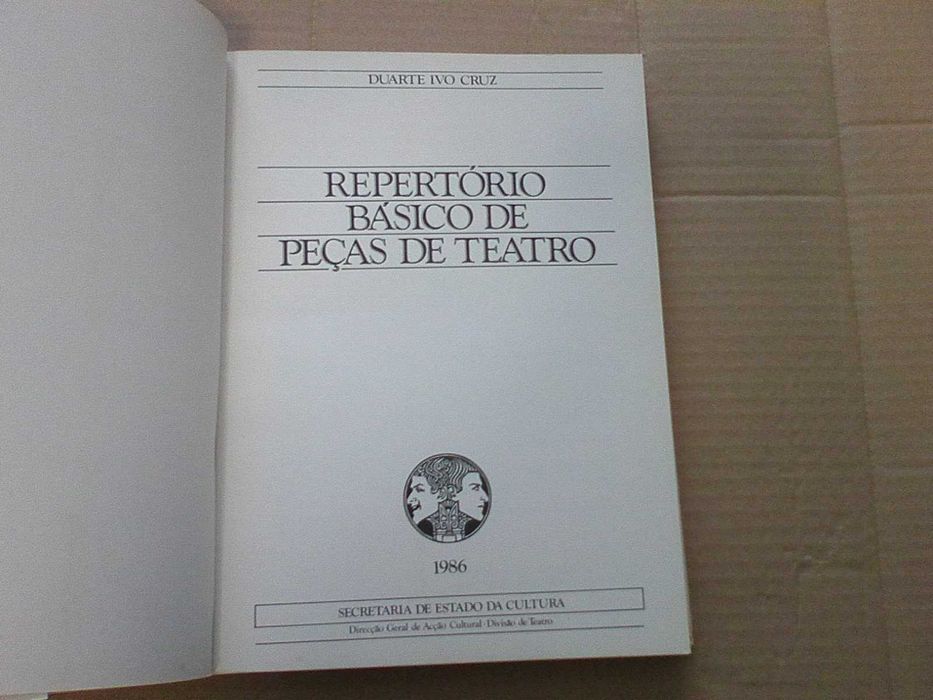 DUARTE IVO CRUZ
REPERTÓRIO
BÁSICO DE
PEÇAS DE TEATRO
1986
SECRETARIA DE ESTADO DA CULTURA
Direcção Geral de Acção Cultural · Divisão de Teatro